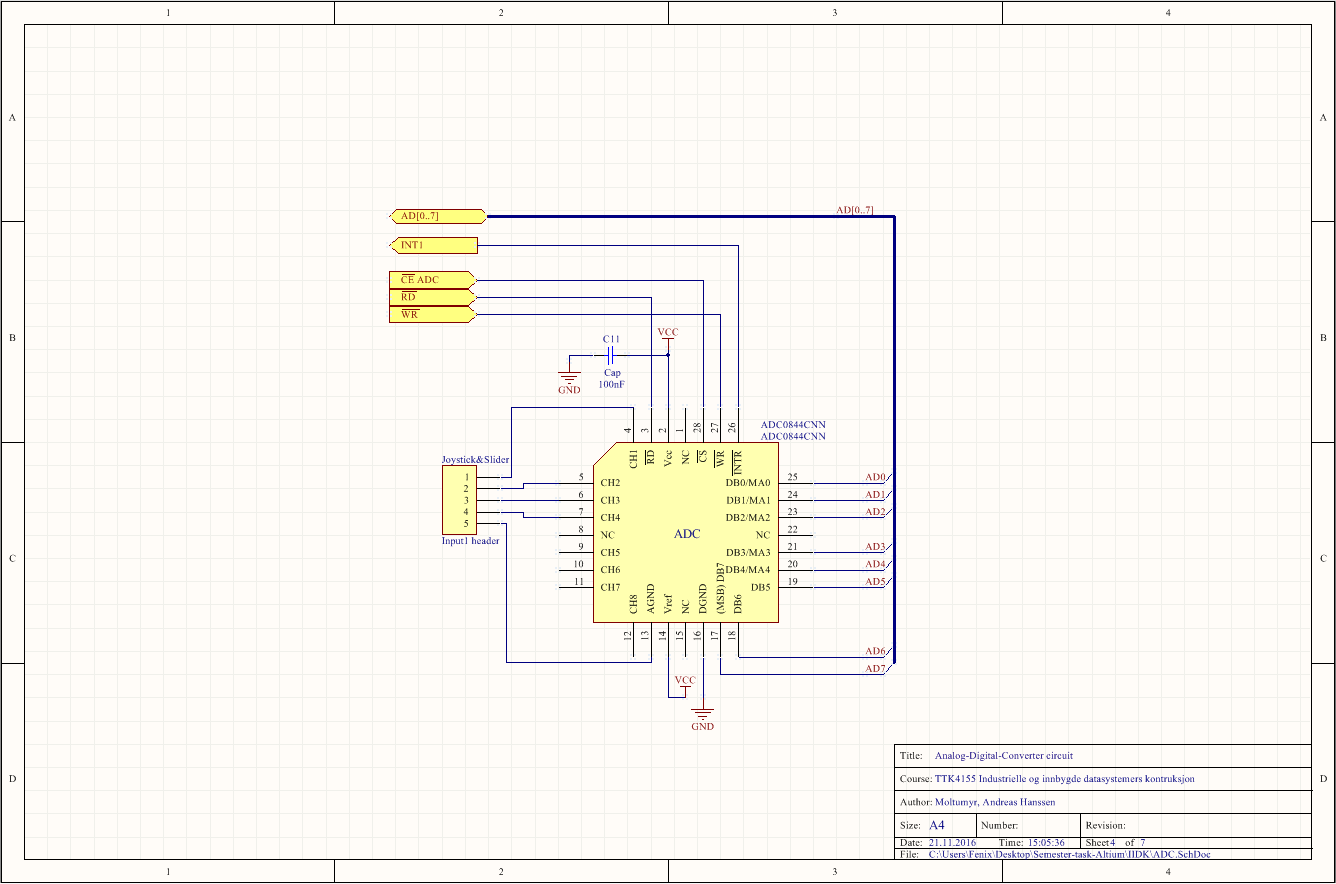 1 2 3 4
A A
AD[0..7] AD[0..7]
INT1
CE ADC
RD
WR
B B
VCC
C11
Cap
100nF
GND
4 3 2 1 28 27 26
ADC0844CNN
ADC0844CNN
CH1 RD Vcc NC CS WR INTR
Joystick&Slider
1
2
3
4
5
Input1 header
5 CH2 DB0/MA0 25 AD0
6 CH3 DB1/MA1 24 AD1
7 CH4 DB2/MA2 23 AD2
8 NC ADC NC 22
9 CH5 DB3/MA3 21 AD3
10 CH6 DB4/MA4 20 AD4
11 CH7 DB5 19 AD5
C C
CH8 AGND Vref NC DGND (MSB) DB7 DB6
12 13 14 15 16 17 18
AD6
AD7
VCC
GND
D D
Title: Analog-Digital-Converter circuit
Course: TTK4155 Industrielle og innbygde datasystemers kontruksjon
Author: Moltumyr, Andreas Hanssen
Size: A4 Number: Revision:
Date: 21.11.2016 Time: 15:05:36 Sheet4 of 7
File: C:\Users\Fenix\Desktop\Semester-task-Altium\IIDK\ADC.SchDoc
1 2 3 4